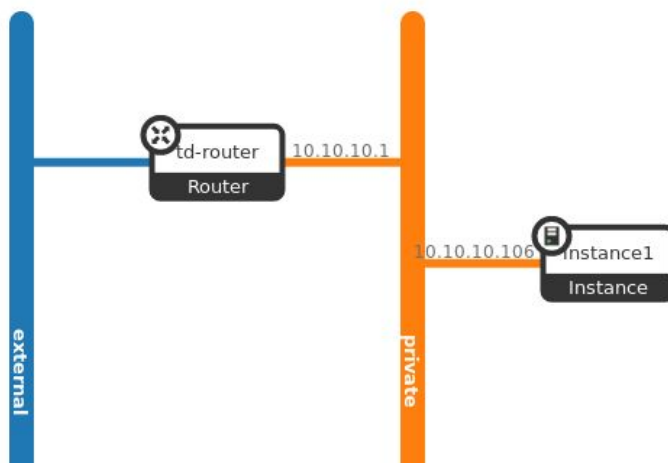 td-router
Router
10.10.10.1
10.10.10.106
instance1
Instance
external
private